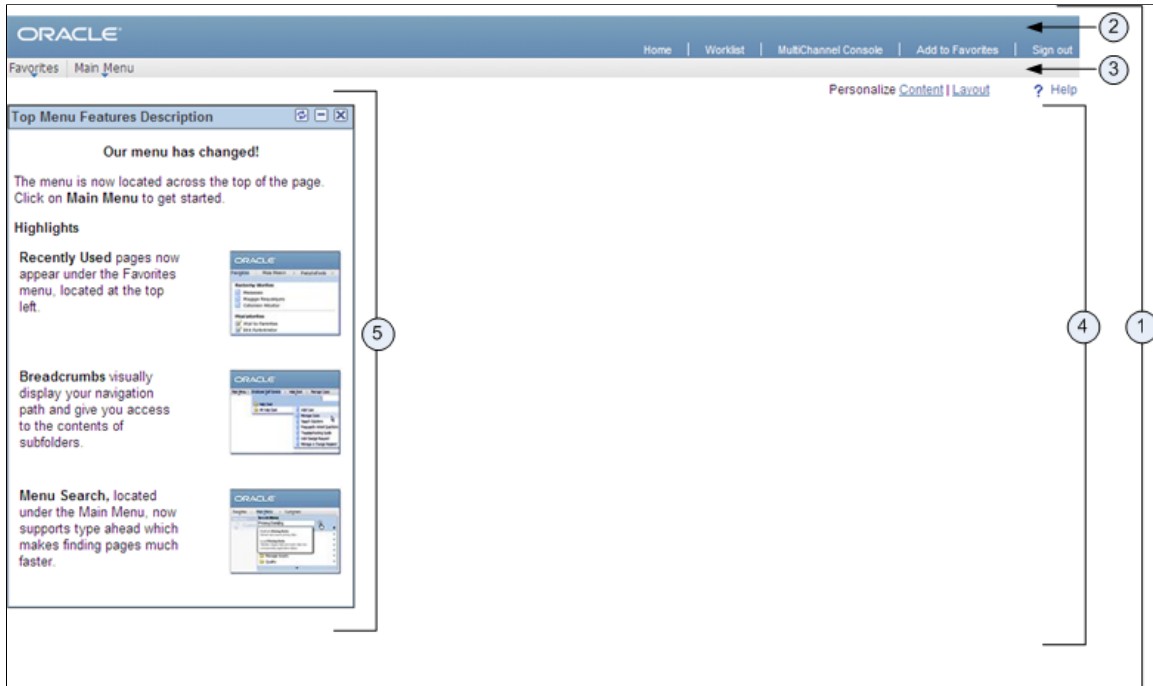 ORACLE
Home | Worklist | MultiChannel Console | Add to Favorites | Sign out
2
Favorites | Main Menu
3
Personalize Content | Layout ? Help
Top Menu Features Description
Our menu has changed!
The menu is now located across the top of the page.
Click on Main Menu to get started.
Highlights
Recently Used pages now
appear under the Favorites
menu, located at the top
left.
ORACLE
Favorites Main Menu
5
4
1
Breadcrumbs visually
display your navigation
path and give you access
to the contents of
subfolders.
ORACLE
Menu Search, located
under the Main Menu, now
supports type ahead which
makes finding pages much
faster.
ORACLE